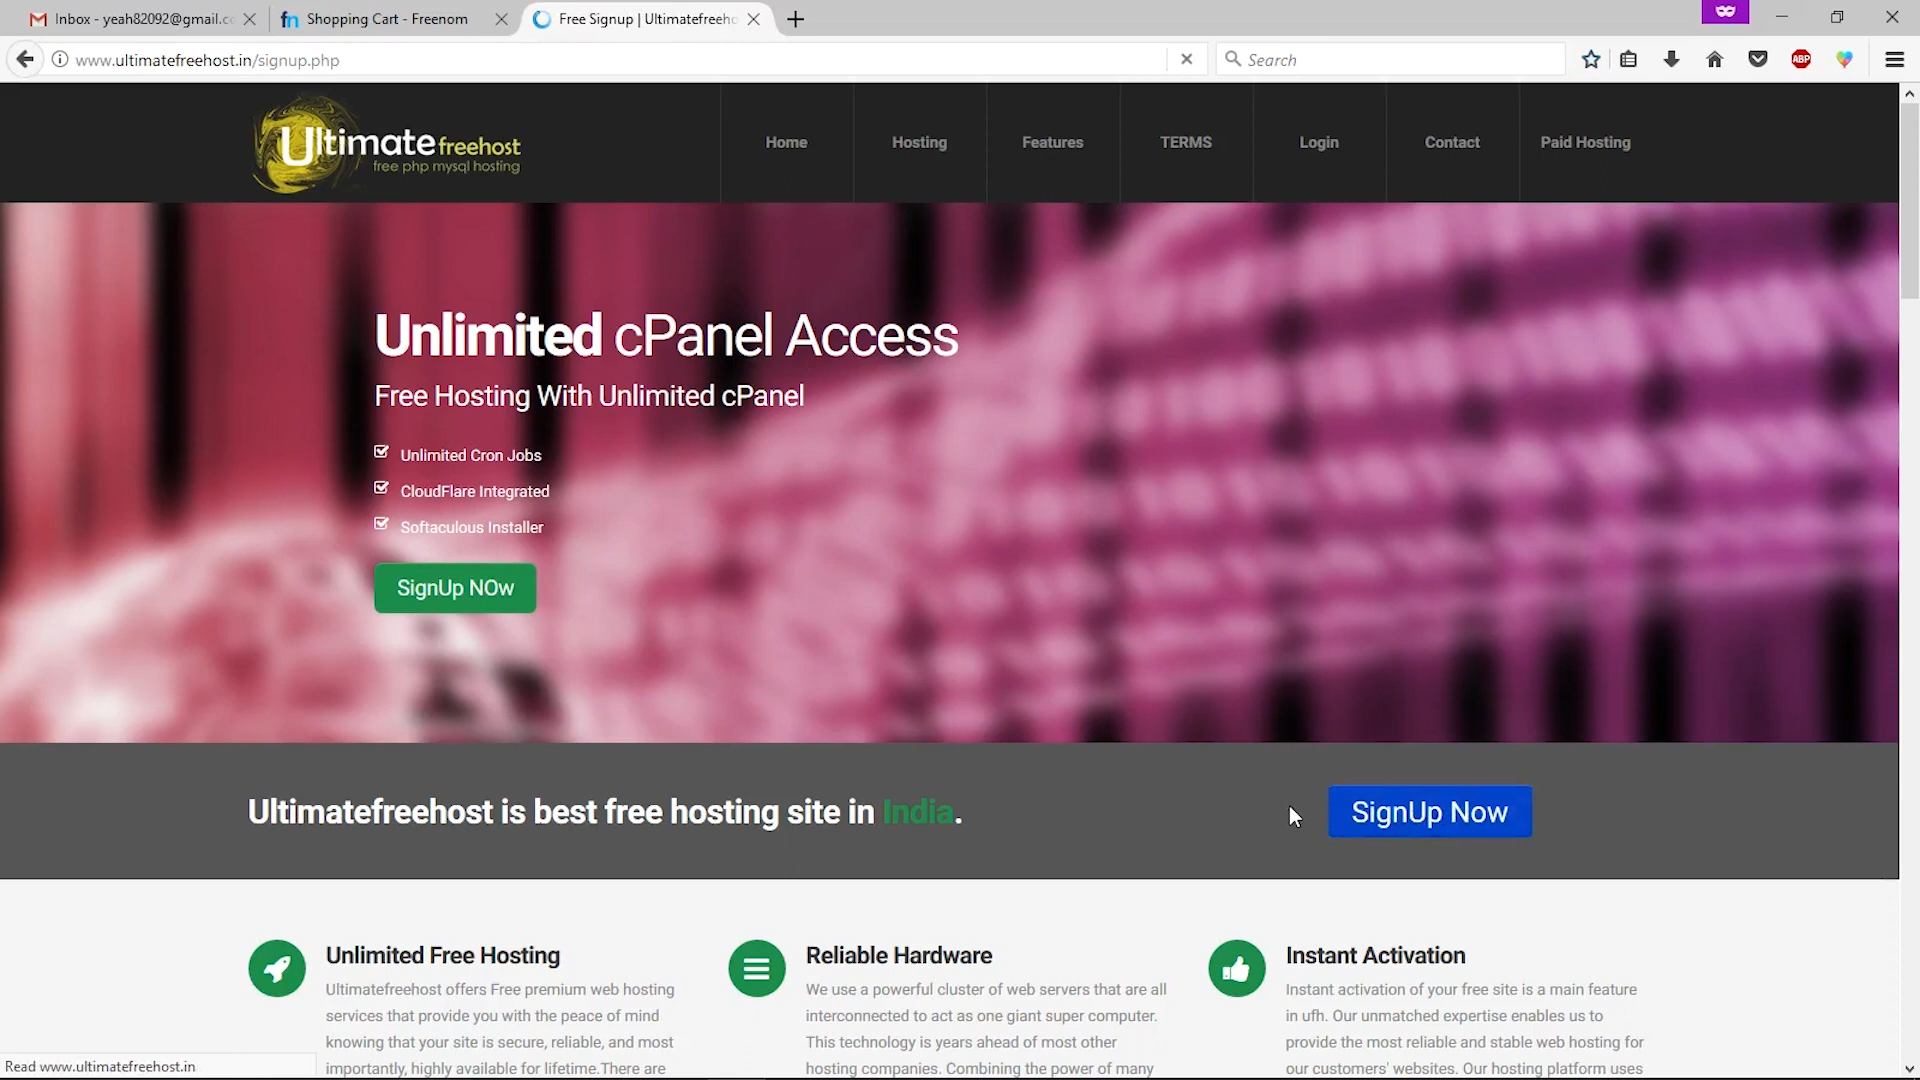 Inbox - yeah82092@gmail.c
Shopping Cart - Freenom
Free Signup | Ultimatefreeho
www.ultimatefreehost.in/signup.php
Search
ABP
Ultimate freehost
free php mysql hosting
Home
Hosting
Features
TERMS
Login
Contact
Paid Hosting
Unlimited cPanel Access
Free Hosting With Unlimited cPanel
Unlimited Cron Jobs
CloudFlare Integrated
Softaculous Installer
SignUp NOw
Ultimatefreehost is best free hosting site in India.
SignUp Now
Unlimited Free Hosting
Ultimatefreehost offers Free premium web hosting
services that provide you with the peace of mind
knowing that your site is secure, reliable, and most
importantly, highly available for lifetime.There are
Reliable Hardware
We use a powerful cluster of web servers that are all
interconnected to act as one giant super computer.
This technology is years ahead of most other
hosting companies. Combining the power of many
Instant Activation
Instant activation of your free site is a main feature
in ufh. Our unmatched expertise enables us to
provide the most reliable and stable web hosting for
our customers' websites. Our hosting platform uses
Read www.ultimatefreehost.in